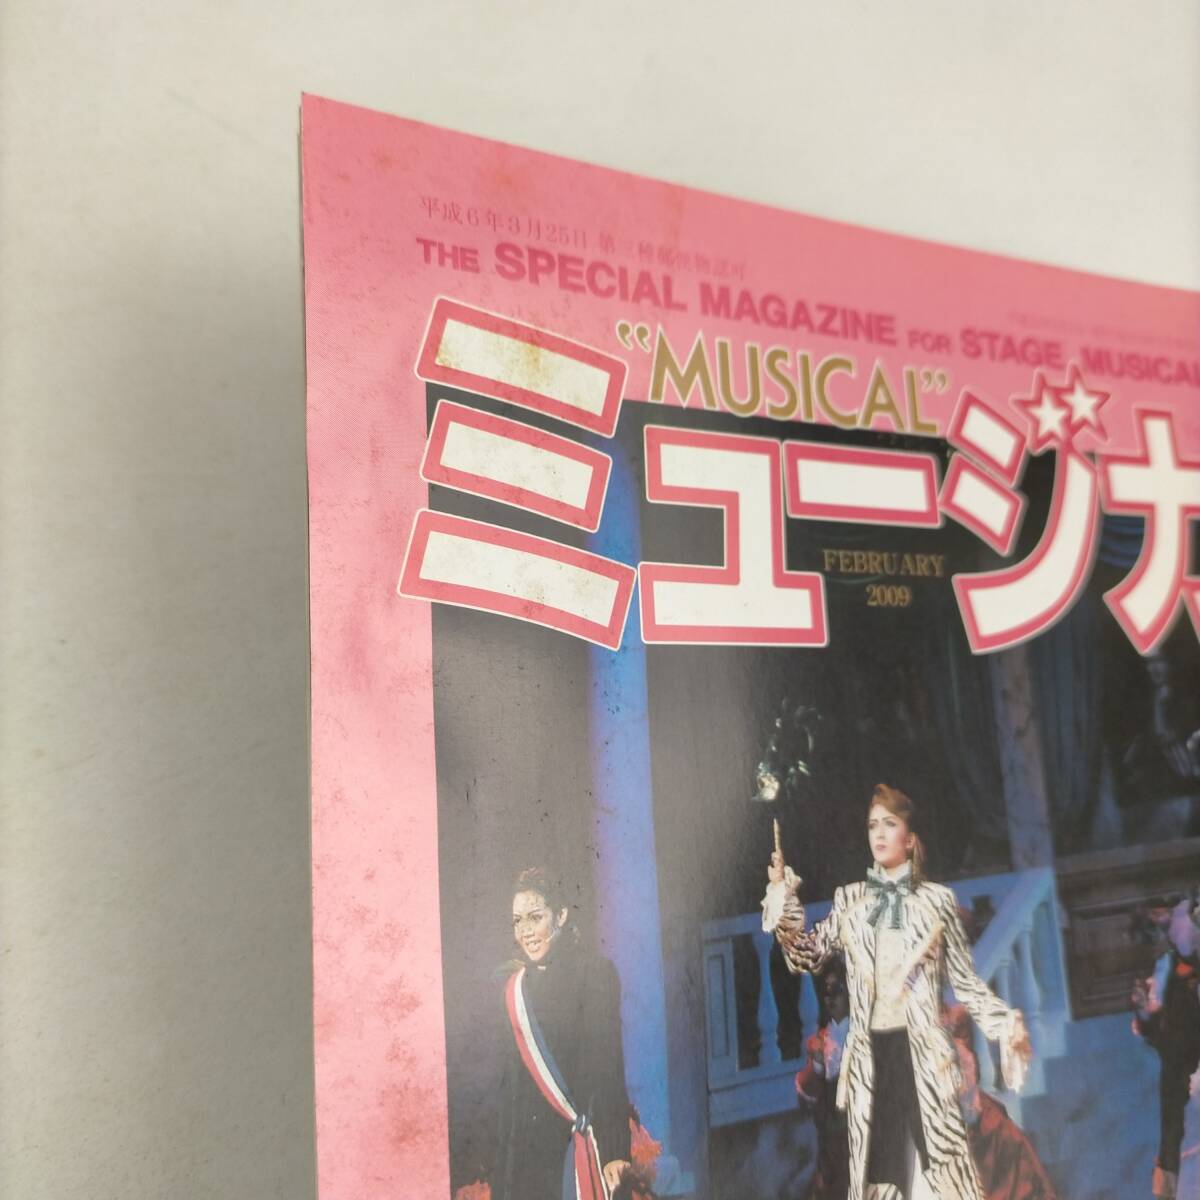 平成6年3月25日 第三種郵便物認可
THE SPECIAL MAGAZINE FOR STAGE, MUSICAL
"MUSICAL"
ミュージカ
FEBRUARY
2009